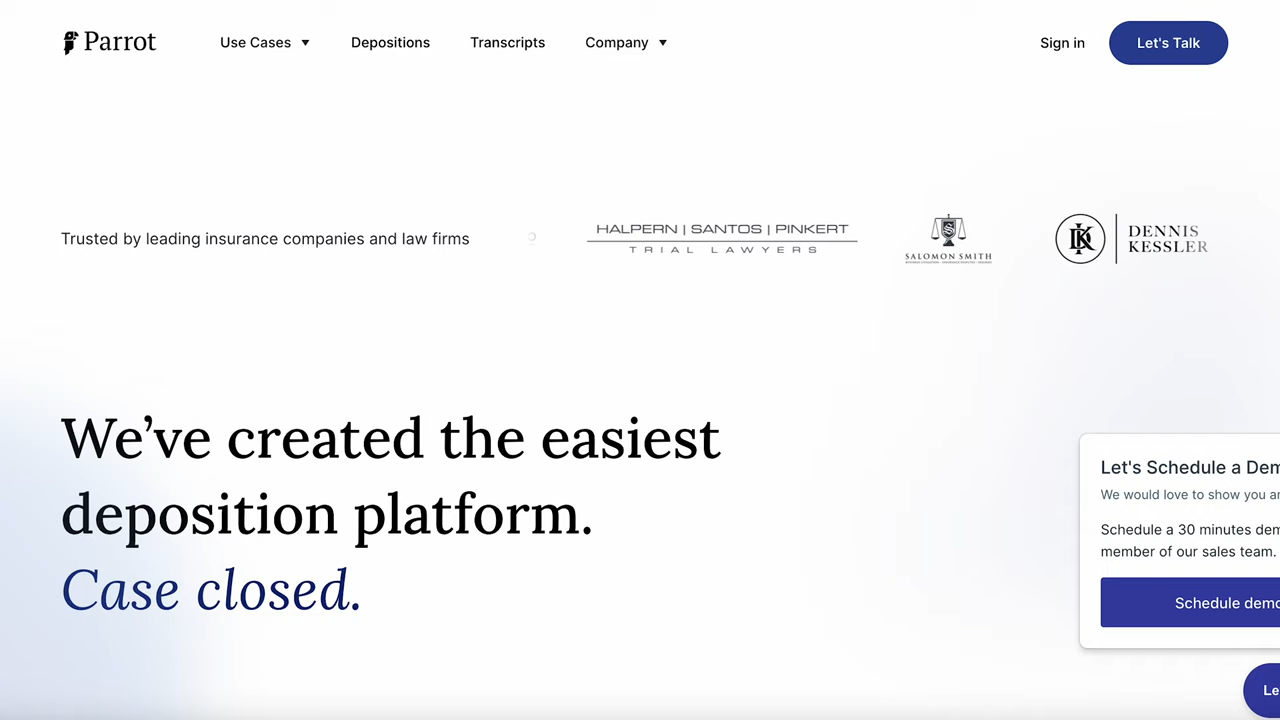 Parrot
Use Cases
Depositions
Transcripts
Company
Sign in
Let's Talk
Trusted by leading insurance companies and law firms
HALPERN | SANTOS | PINKERT
TRIAL LAWYERS
SALOMON SMITH
DENNIS
KESSLER
We’ve created the easiest
deposition platform.
Case closed.
Let's Schedule a Dem
We would love to show you
Schedule a 30 minutes dem
member of our sales team.
Schedule demo
Le